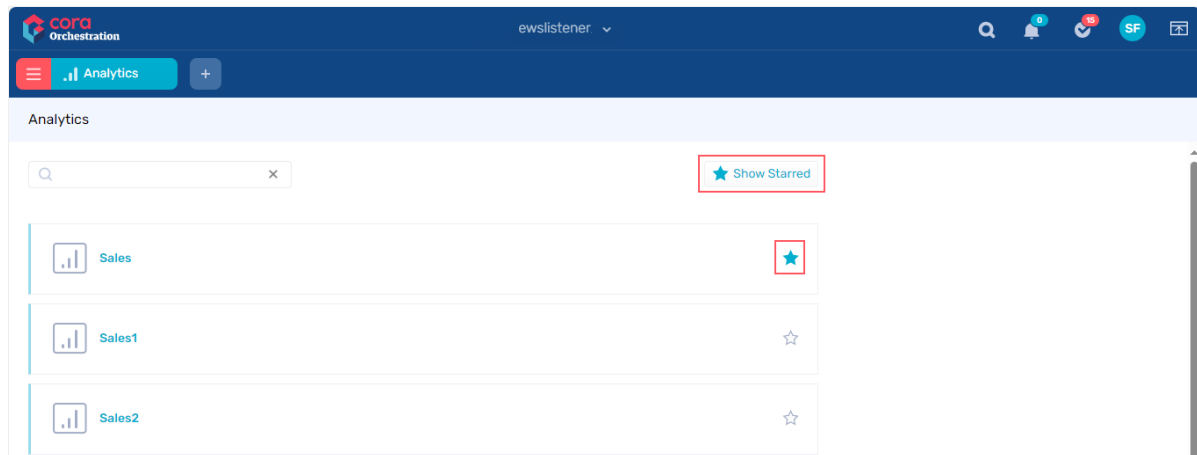 cora
Orchestration
ewslistener
0
15
SF
Analytics
+
Analytics
Show Starred
Sales
Sales1
Sales2